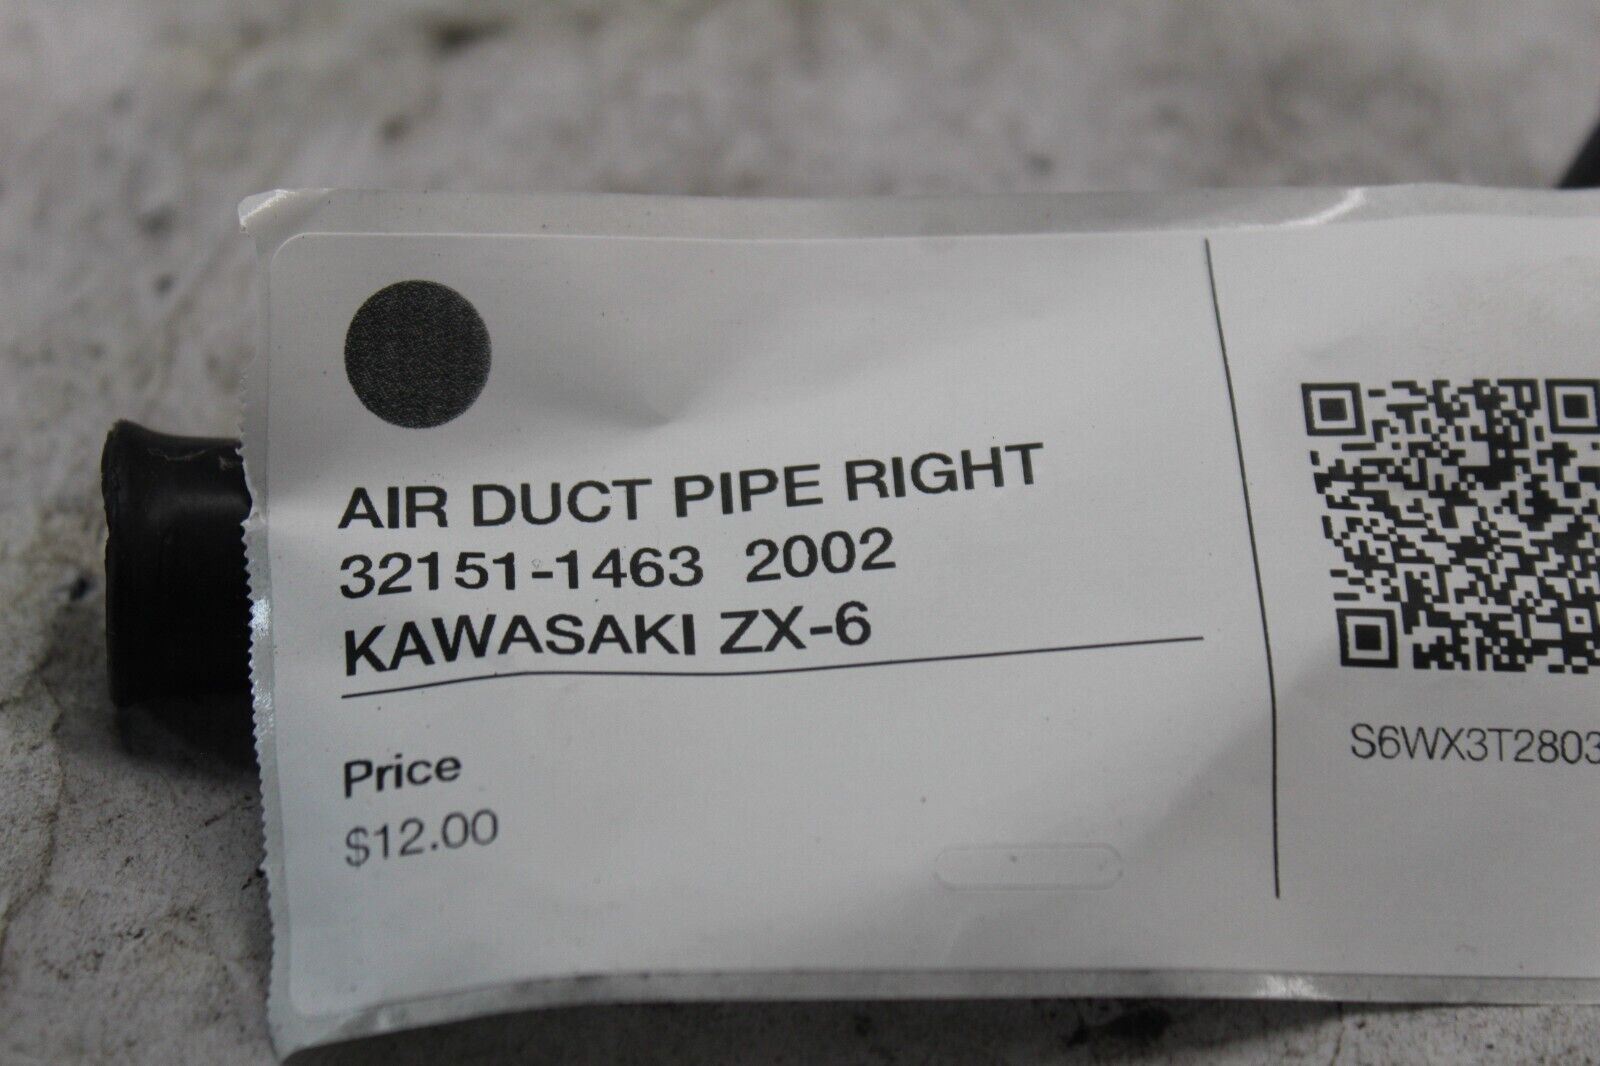 AIR DUCT PIPE RIGHT
32151-1463 2002
KAWASAKI ZX-6
Price
$12.00
S6WX3T2803